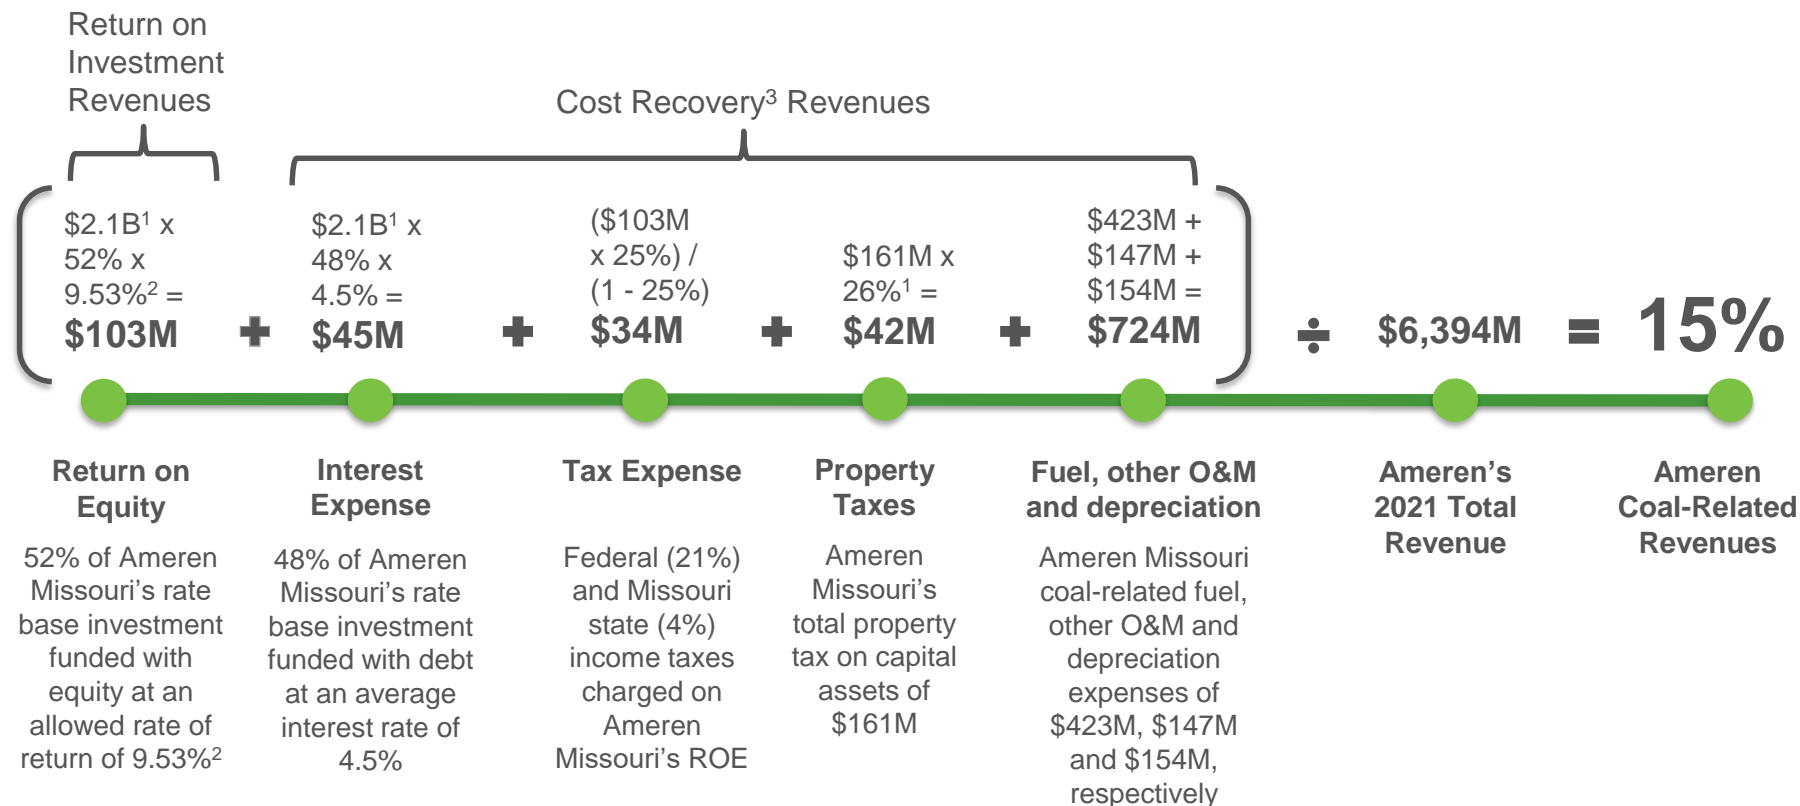 Return on
Investment
Revenues
Cost Recovery³ Revenues
$2.1B¹ x
52% x
9.53%² =
$103M
+
$2.1B¹ x
48% x
4.5% =
$45M
+
($103M
x 25%) /
(1 - 25%)
$34M
+
$161M x
26%¹ =
$42M
+
$423M +
$147M +
$154M =
$724M
÷
$6,394M
=
15%
Return on
Equity
52% of Ameren
Missouri’s rate
base investment
funded with
equity at an
allowed rate of
return of 9.53%²
Interest
Expense
48% of Ameren
Missouri’s rate
base investment
funded with debt
at an average
interest rate of
4.5%
Tax Expense
Federal (21%)
and Missouri
state (4%)
income taxes
charged on
Ameren
Missouri’s ROE
Property
Taxes
Ameren
Missouri’s
total property
tax on capital
assets of
$161M
Fuel, other O&M
and depreciation
Ameren Missouri
coal-related fuel,
other O&M and
depreciation
expenses of
$423M, $147M
and $154M,
respectively
Ameren’s
2021 Total
Revenue
Ameren
Coal-Related
Revenues